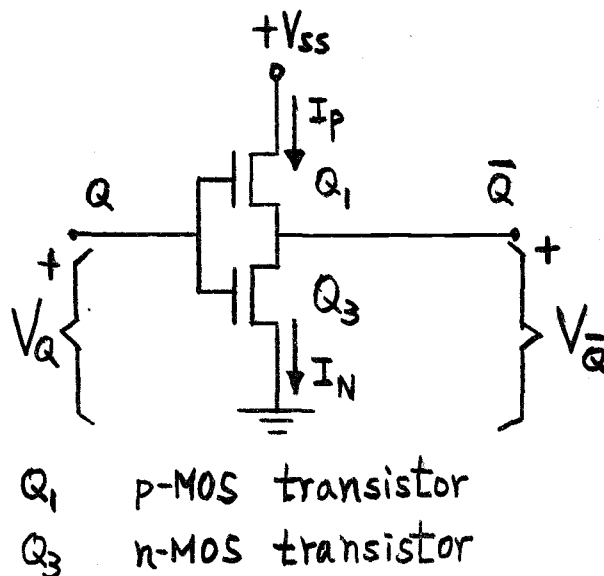 +Vss
Ip
Q Q1 Q̄
+ +
VQ Q3 VQ̄
IN
Q1 p-MOS transistor
Q3 n-MOS transistor